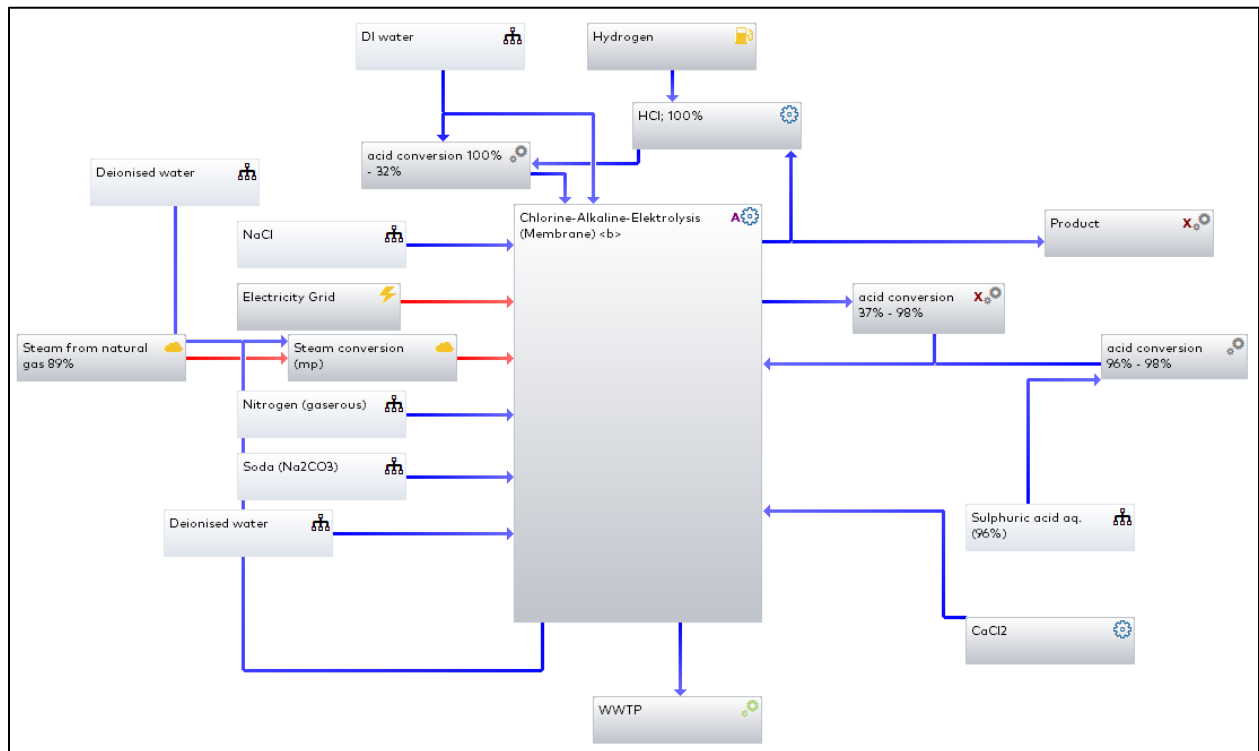 DI water
Hydrogen
HCl; 100%
acid conversion 100%
- 32%
Deionised water
Chlorine-Alkaline-Elektrolysis
(Membrane) <b>
A
NaCl
Product
X
Electricity Grid
acid conversion
37% - 98%
X
Steam from natural
gas 89%
Steam conversion
(mp)
acid conversion
96% - 98%
Nitrogen (gaserous)
Soda (Na2CO3)
Deionised water
Sulphuric acid aq.
(96%)
CaCl2
WWTP